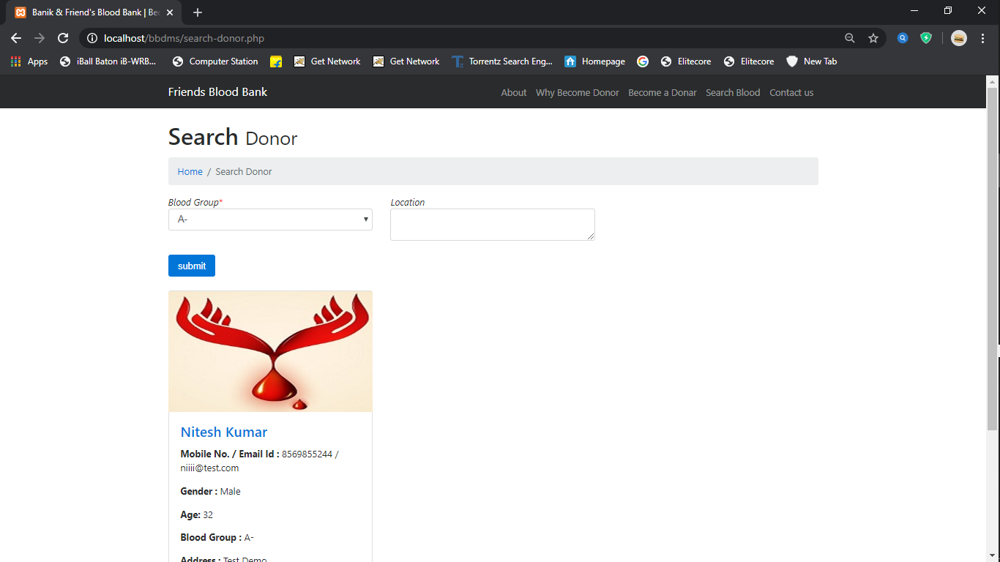 Banik & Friend's Blood Bank | Be
localhost/bbdms/search-donor.php
Apps iBall Baton iB-WRB... Computer Station Get Network Get Network Torrentz Search Eng... Homepage Elitecore Elitecore New Tab
Friends Blood Bank About Why Become Donor Become a Donar Search Blood Contact us
Search Donor
Home / Search Donor
Blood Group* Location
A-
submit
Nitesh Kumar
Mobile No. / Email Id : 8569855244 /
niiii@test.com
Gender : Male
Age: 32
Blood Group : A-
Address : Test Demo